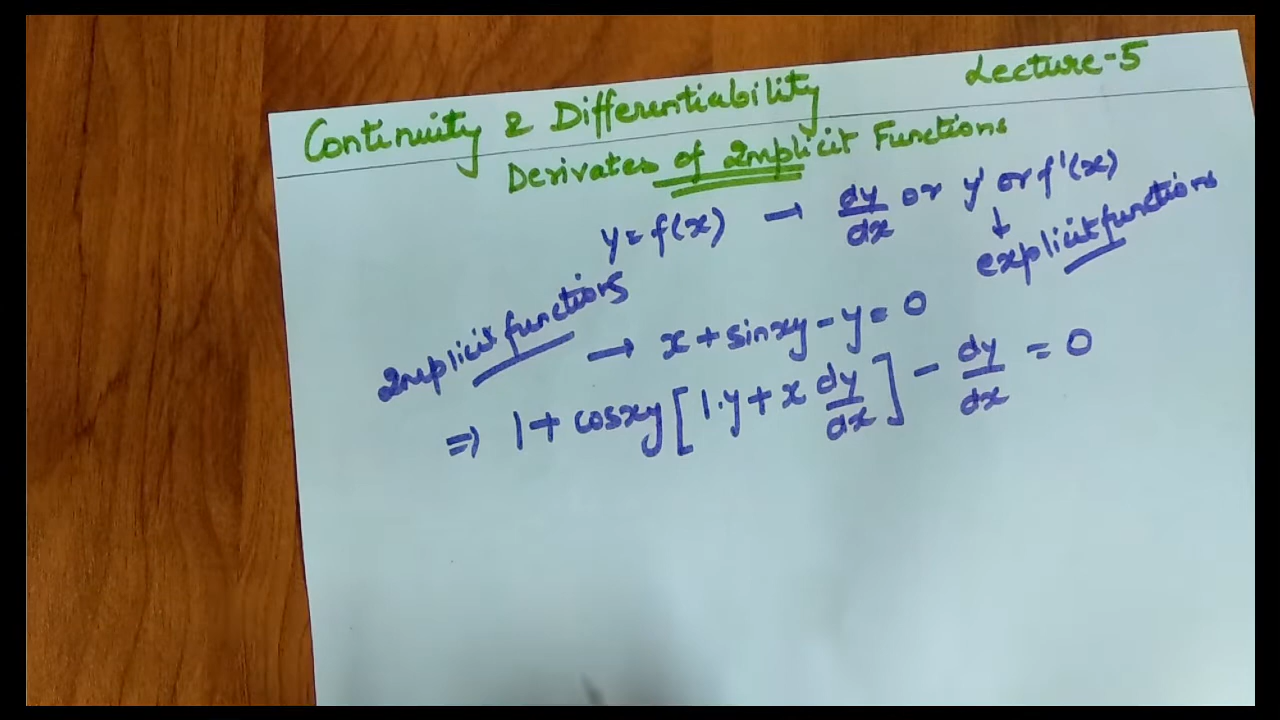 Continuity & Differentiability Lecture-5
Derivates of Implicit Functions
y = f(x) → dy/dx or y' or f'(x)
↓
explicit functions
Implicit functions → x + sinxy - y = 0
⇒ 1 + cosxy [1.y + x dy/dx] - dy/dx = 0